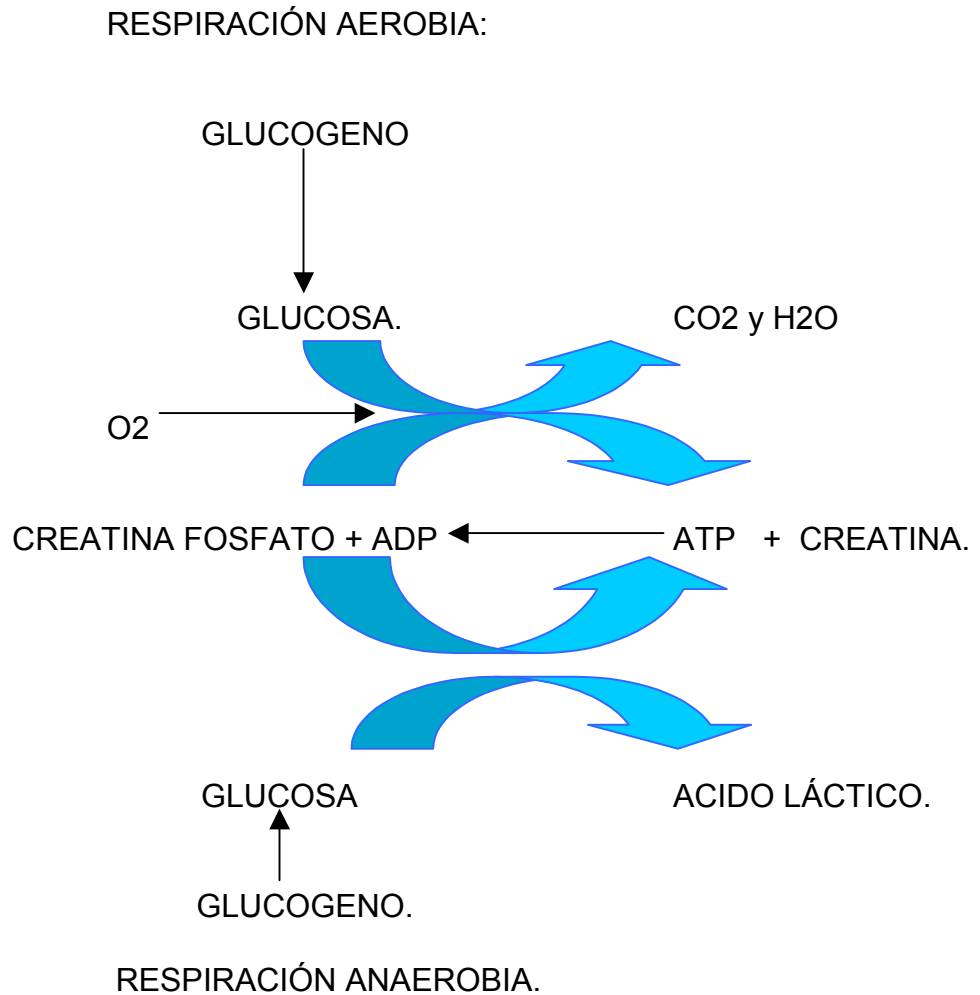 RESPIRACIÓN AEROBIA:
GLUCOGENO
GLUCOSA. CO2 y H2O
O2
CREATINA FOSFATO + ADP ATP + CREATINA.
GLUCOSA ACIDO LÁCTICO.
GLUCOGENO.
RESPIRACIÓN ANAEROBIA.